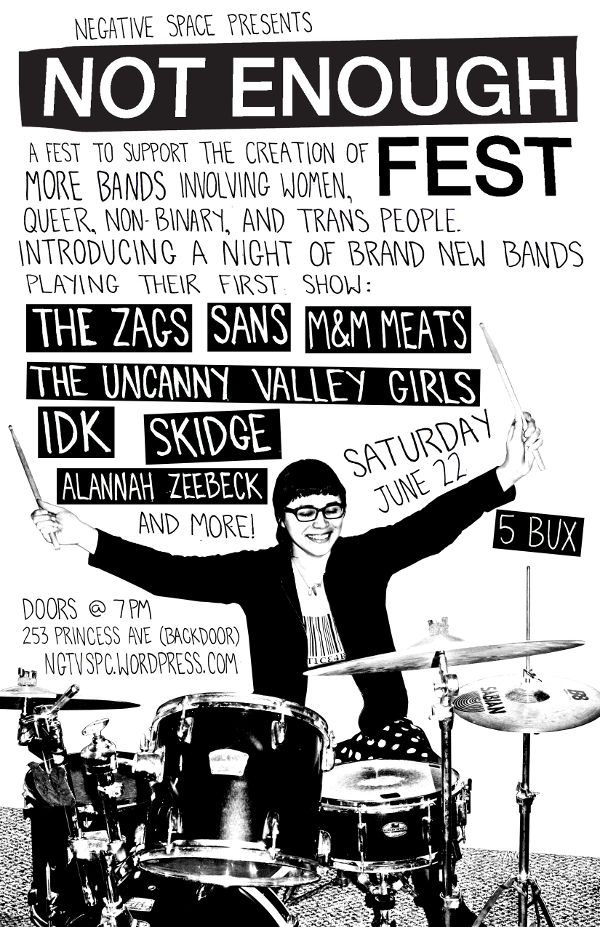 NEGATIVE SPACE PRESENTS
NOT ENOUGH
FEST
A FEST TO SUPPORT THE CREATION OF
MORE BANDS INVOLVING WOMEN,
QUEER, NON-BINARY, AND TRANS PEOPLE.
INTRODUCING A NIGHT OF BRAND NEW BANDS
PLAYING THEIR FIRST SHOW:
THE ZAGS SANS M&M MEATS
THE UNCANNY VALLEY GIRLS
IDK SKIDGE
ALANNAH ZEEBECK
AND MORE!
SATURDAY
JUNE 22
5 BUX
DOORS @ 7PM
253 PRINCESS AVE (BACKDOOR)
NGTVSPC.WORDPRESS.COM
SABIAN
B8